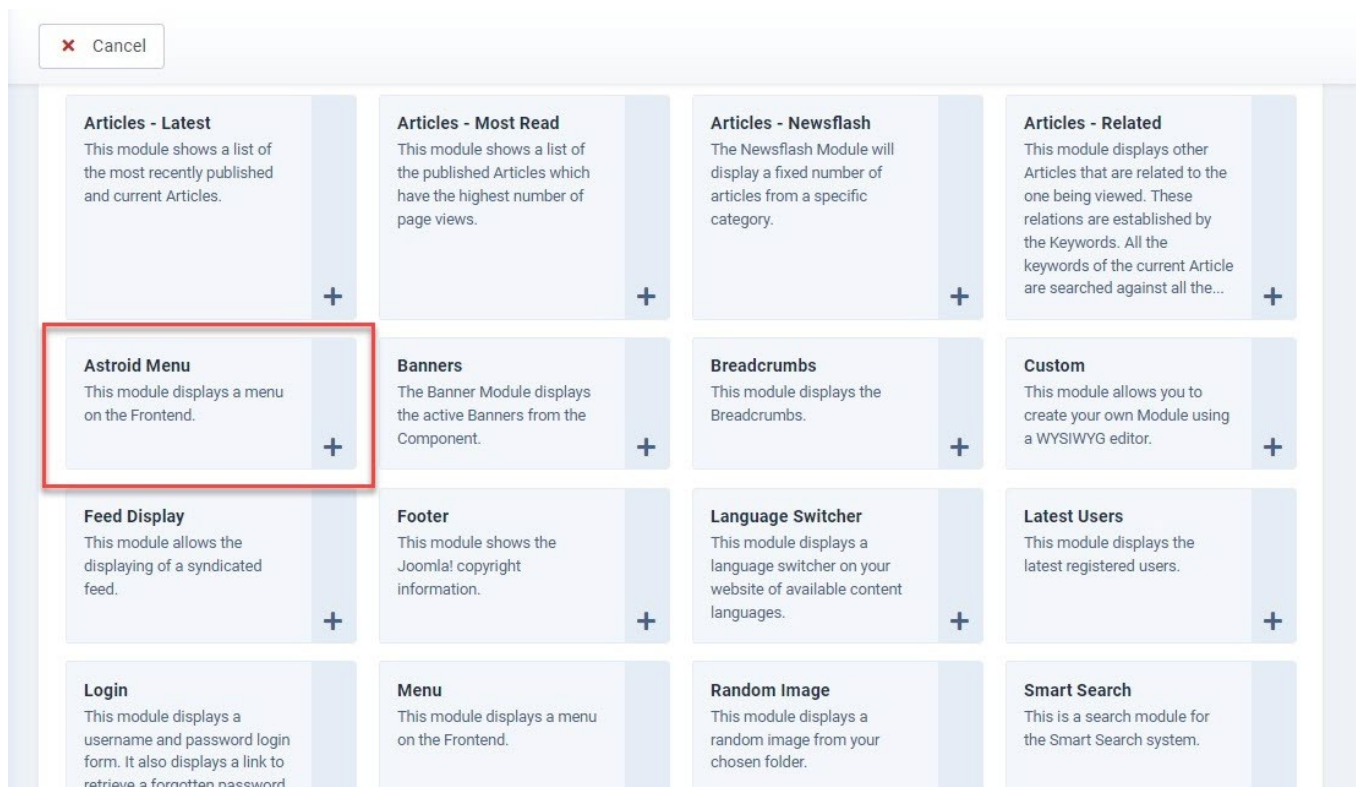 Cancel
Articles - Latest
This module shows a list of
the most recently published
and current Articles.
Articles - Most Read
This module shows a list of
the published Articles which
have the highest number of
page views.
Articles - Newsflash
The Newsflash Module will
display a fixed number of
articles from a specific
category.
Articles - Related
This module displays other
Articles that are related to the
one being viewed. These
relations are established by
the Keywords. All the
keywords of the current Article
are searched against all the...
Astroid Menu
This module displays a menu
on the Frontend.
Banners
The Banner Module displays
the active Banners from the
Component.
Breadcrumbs
This module displays the
Breadcrumbs.
Custom
This module allows you to
create your own Module using
a WYSIWYG editor.
Feed Display
This module allows the
displaying of a syndicated
feed.
Footer
This module shows the
Joomla! copyright
information.
Language Switcher
This module displays a
language switcher on your
website of available content
languages.
Latest Users
This module displays the
latest registered users.
Login
This module displays a
username and password login
form. It also displays a link to
retrieve a forgotten password.
Menu
This module displays a menu
on the Frontend.
Random Image
This module displays a
random image from your
chosen folder.
Smart Search
This is a search module for
the Smart Search system.